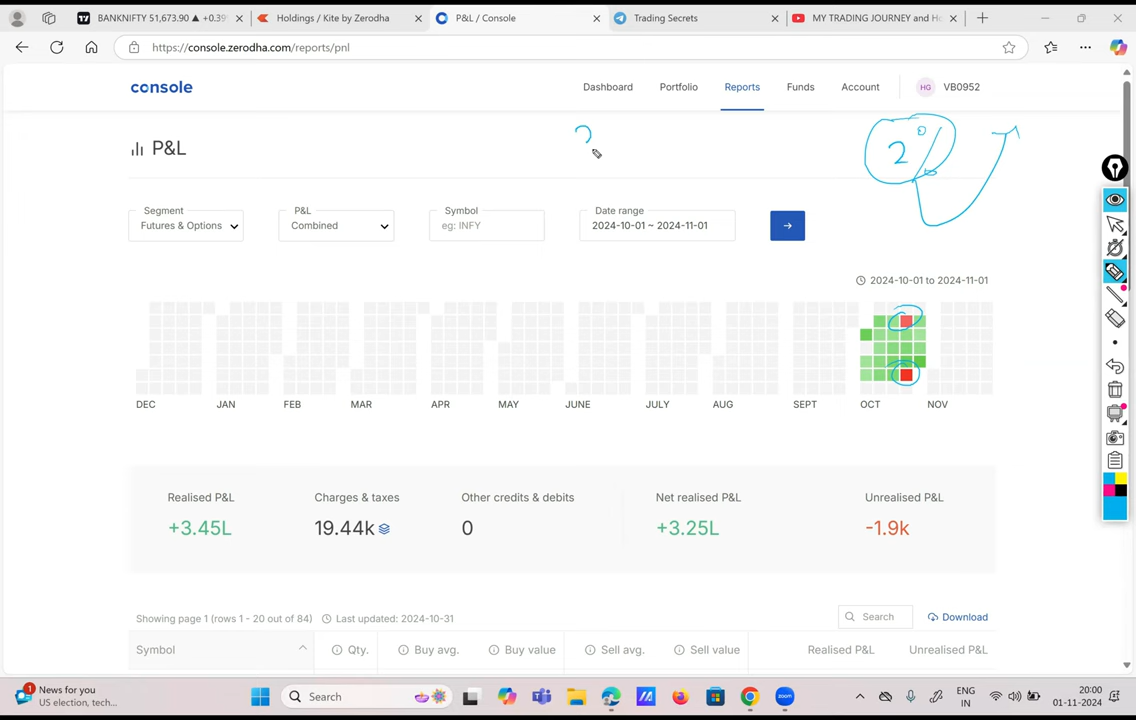 BANKNIFTY 51,673.90 ▲ +0.39
Holdings / Kite by Zerodha
P&L / Console
Trading Secrets
MY TRADING JOURNEY and Ho
https://console.zerodha.com/reports/pnl
console
Dashboard Portfolio Reports Funds Account HG VB0952
P&L
2
2%
Segment P&L Symbol Date range
Futures & Options Combined eg: INFY 2024-10-01 ~ 2024-11-01
2024-10-01 to 2024-11-01
DEC JAN FEB MAR APR MAY JUNE JULY AUG SEPT OCT NOV
Realised P&L Charges & taxes Other credits & debits Net realised P&L Unrealised P&L
+3.45L 19.44k 0 +3.25L -1.9k
Showing page 1 (rows 1 - 20 out of 84) Last updated: 2024-10-31 Search Download
Symbol Qty. Buy avg. Buy value Sell avg. Sell value Realised P&L Unrealised P&L
1
News for you
US election, tech...
Search
ENG
IN
20:00
01-11-2024